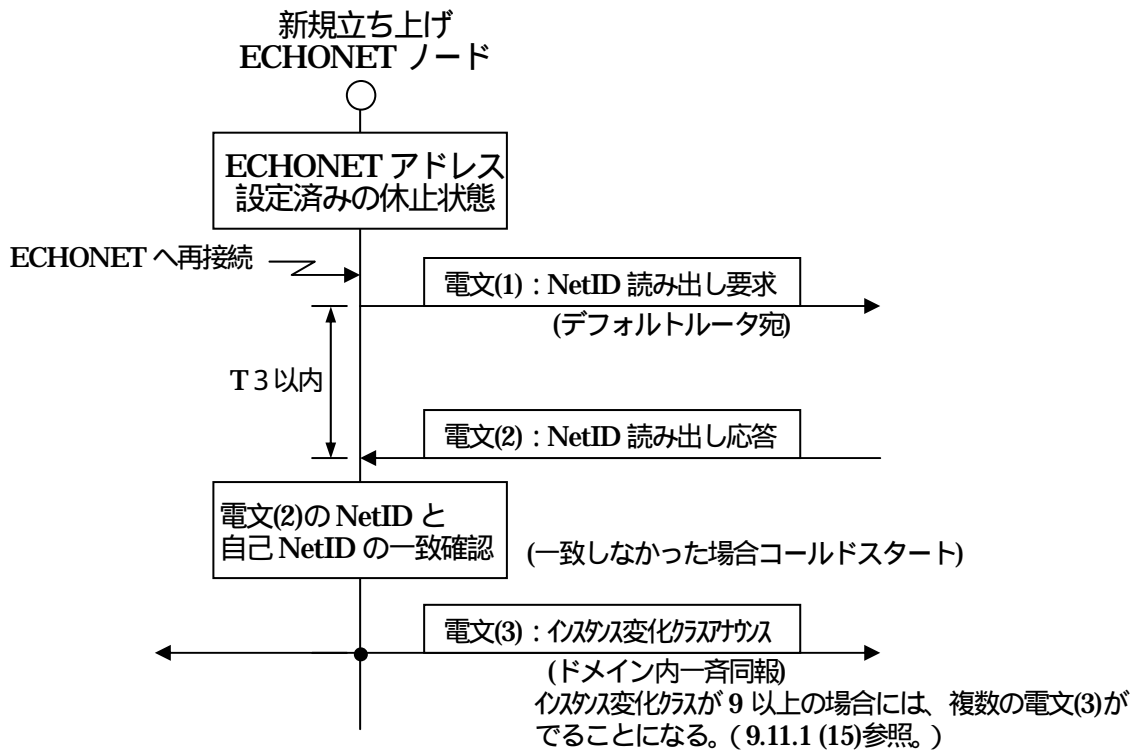 新規立ち上げ
ECHONET ノード
ECHONET アドレス
設定済みの休止状態
ECHONET へ再接続
電文(1)：NetID 読み出し要求
(デフォルトルータ宛)
T３以内
電文(2)：NetID 読み出し応答
電文(2)の NetID と
自己 NetID の一致確認
(一致しなかった場合コールドスタート)
電文(3)：インスタンス変化クラスアナウンス
(ドメイン内一斉同報)
インスタンス変化クラスが 9 以上の場合には、複数の電文(3)が
でることになる。( 9.11.1 (15)参照。)